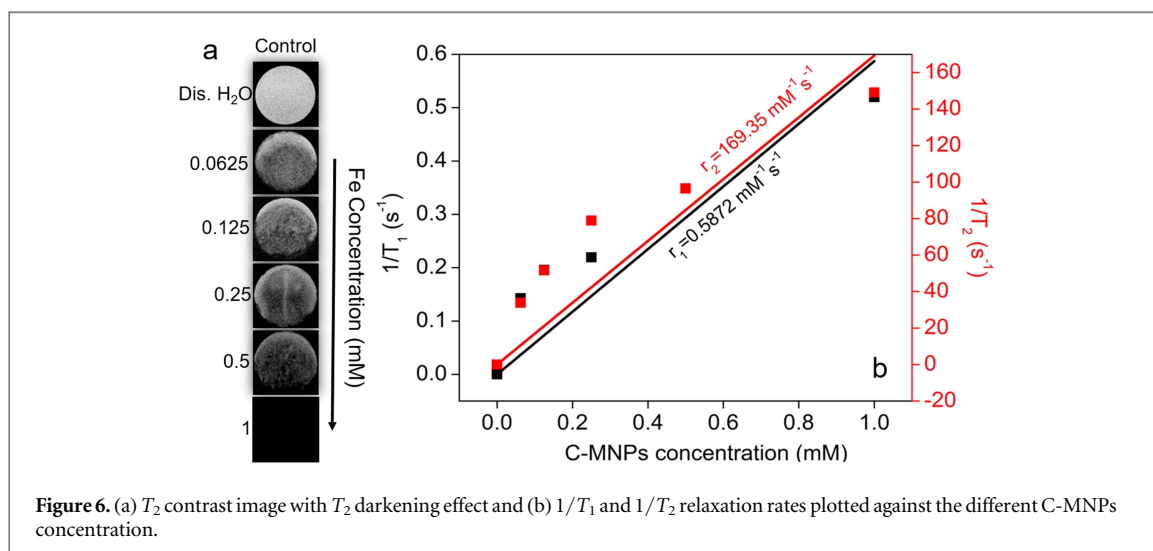 a
Control
Dis. H₂O
0.0625
0.125
0.25
0.5
1
Fe Concentration (mM)
0.6
0.5
0.4
0.3
0.2
0.1
0.0
1/T₁ (s⁻¹)
r₂=169.35 mM⁻¹s⁻¹
r₁=0.5872 mM⁻¹s⁻¹
160
140
120
100
80
60
40
20
0
-20
1/T₂ (s⁻¹)
b
0.0 0.2 0.4 0.6 0.8 1.0
C-MNPs concentration (mM)
Figure 6. (a) T₂ contrast image with T₂ darkening effect and (b) 1/T₁ and 1/T₂ relaxation rates plotted against the different C-MNPs
concentration.